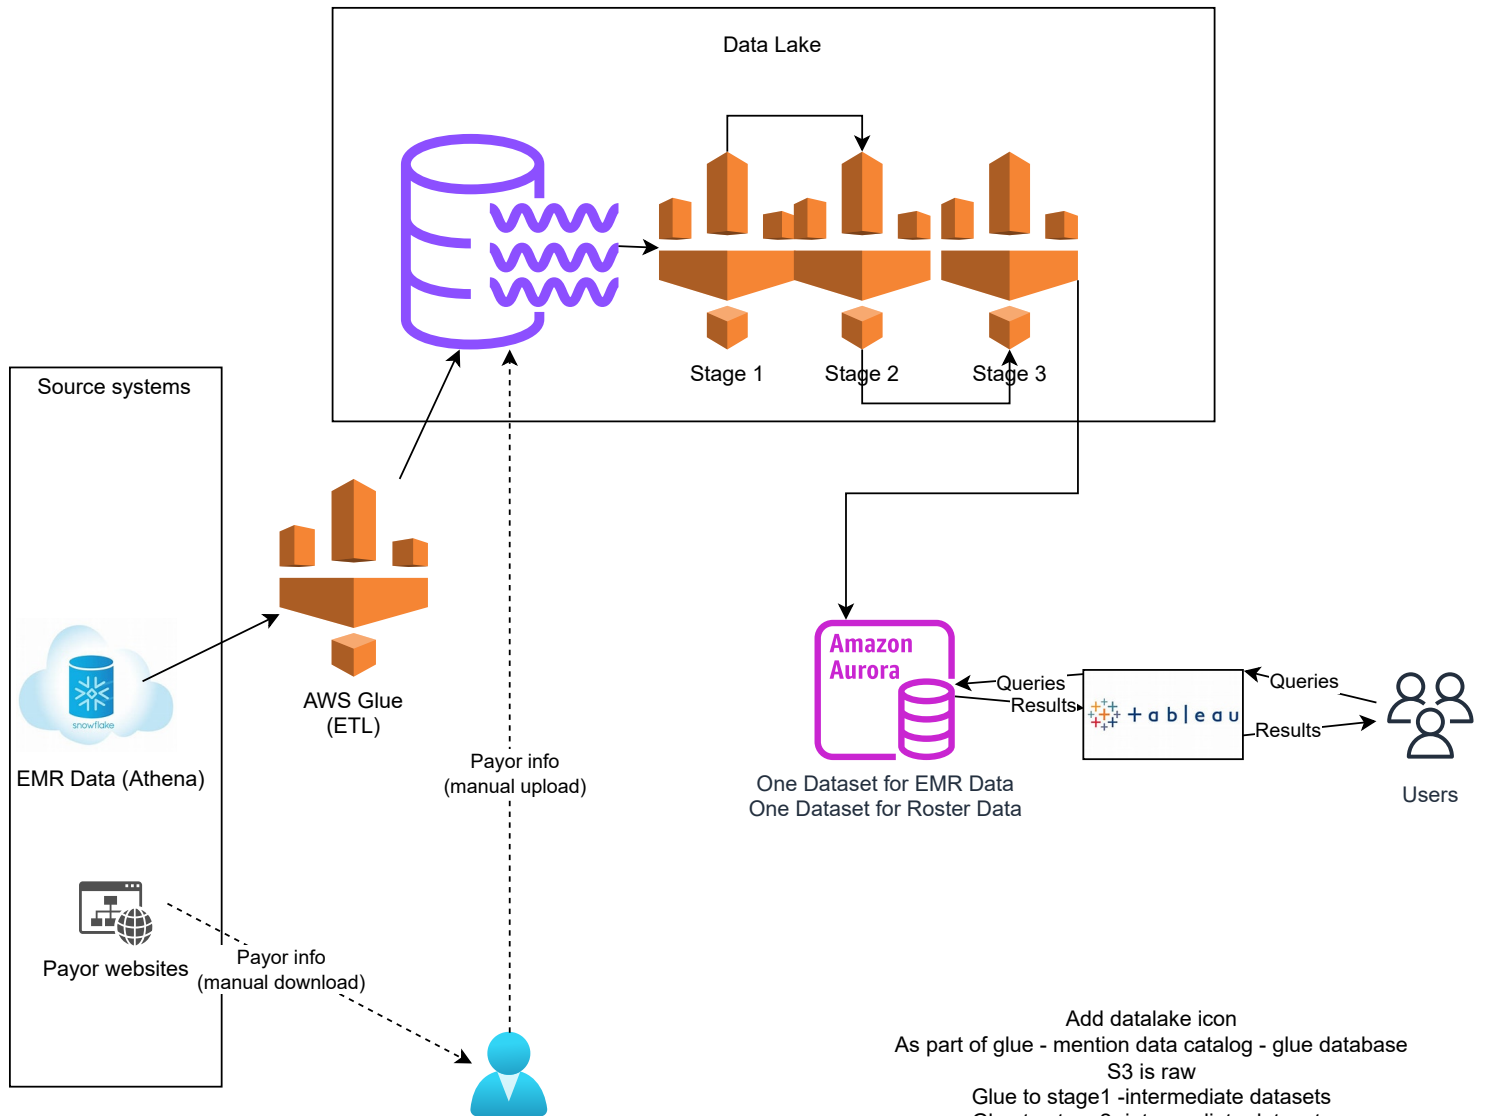 Data Lake
Stage 1
Stage 2
Stage 3
Source systems
snowflake
EMR Data (Athena)
AWS Glue
(ETL)
Payor info
(manual upload)
Payor websites
Payor info
(manual download)
Amazon
Aurora
One Dataset for EMR Data
One Dataset for Roster Data
Queries
Results
+ableau
Queries
Results
Users
Add datalake icon
As part of glue - mention data catalog - glue database
S3 is raw
Glue to stage1 -intermediate datasets